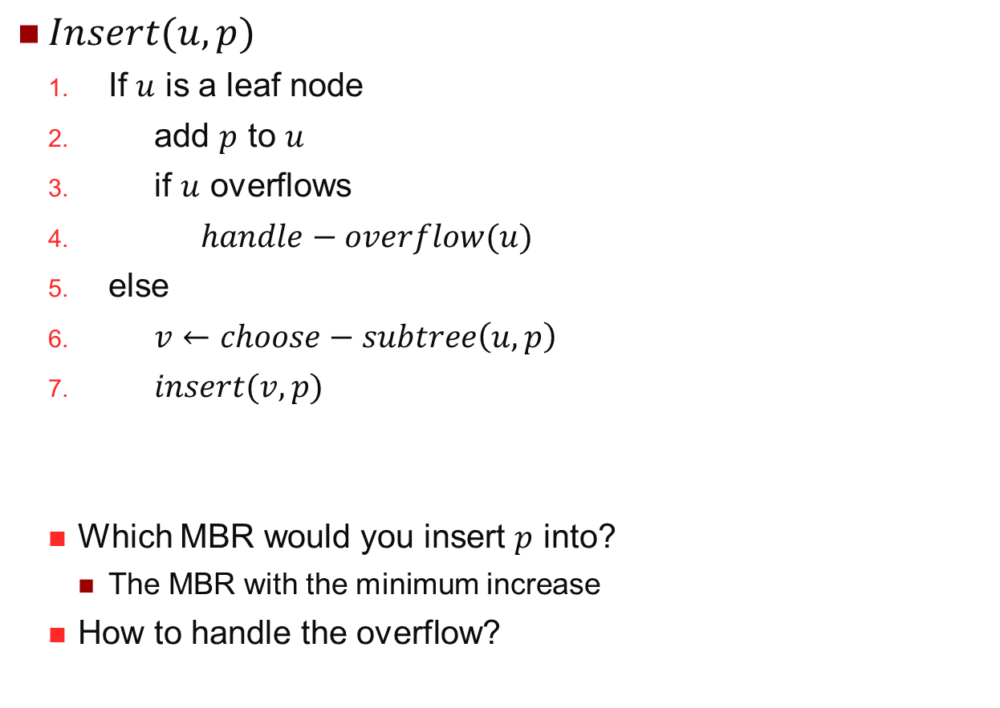 ■ Insert(u, p)
1. If u is a leaf node
2. add p to u
3. if u overflows
4. handle − overflow(u)
5. else
6. v ← choose − subtree(u, p)
7. insert(v, p)
■ Which MBR would you insert p into?
■ The MBR with the minimum increase
■ How to handle the overflow?